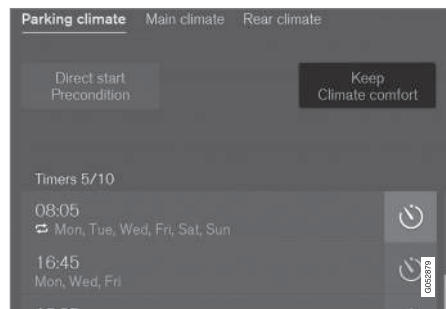 Parking climate Main climate Rear climate
Direct start
Precondition
Keep
Climate comfort
Timers 5/10
08:05
Mon, Tue, Wed, Fri, Sat, Sun
16:45
Mon, Wed, Fri
G052879